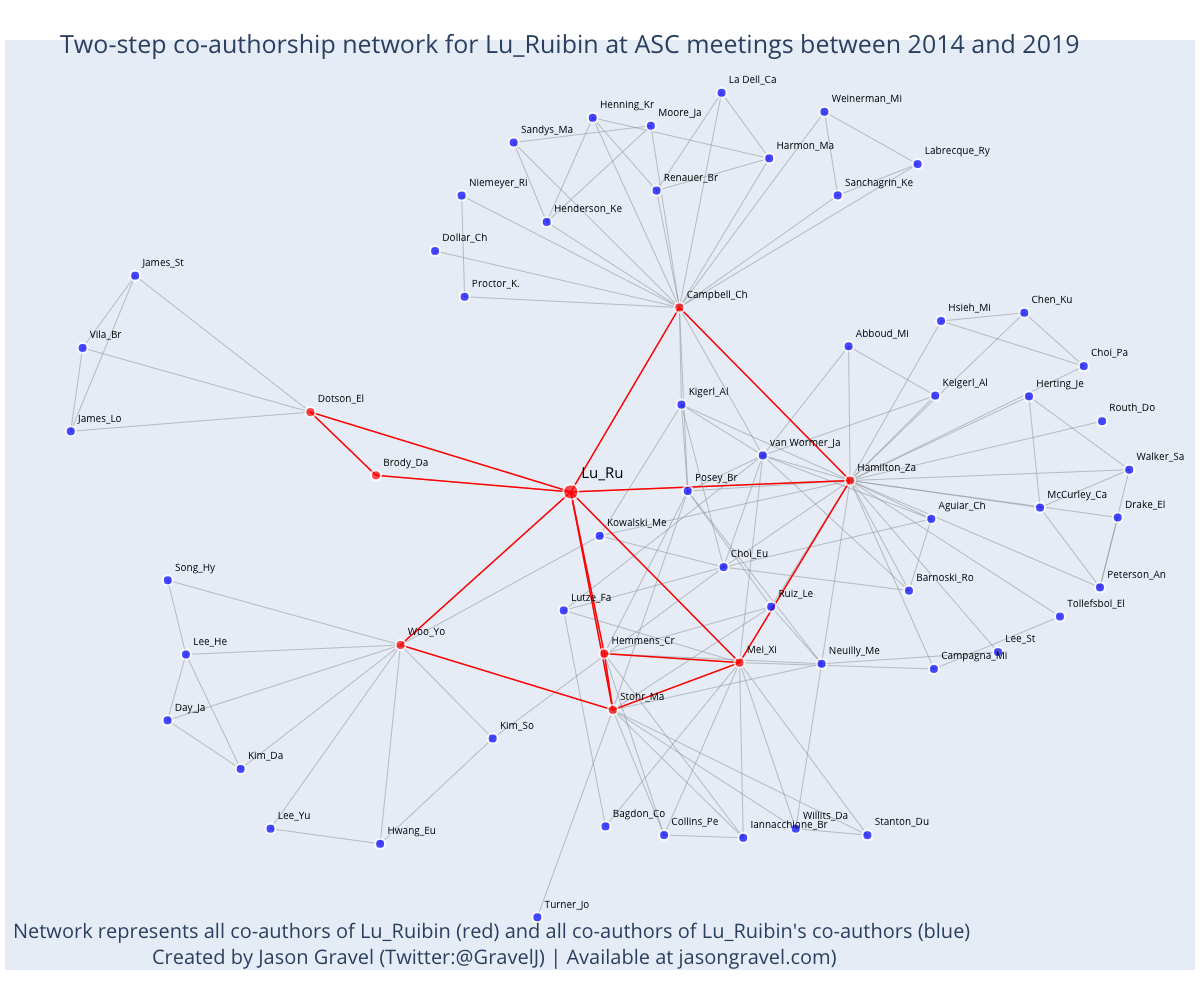 Two-step co-authorship network for Lu_Ruibin at ASC meetings between 2014 and 2019
La Dell_Ca
Weinerman_Mi
Henning_Kr
Moore_Ja
Sandys_Ma
Harmon_Ma
Labrecque_Ry
Renauer_Br
Niemeyer_Ri
Sanchagrin_Ke
Henderson_Ke
Dollar_Ch
James_St
Proctor_K.
Campbell_Ch
Hsieh_Mi
Chen_Ku
Vila_Br
Abboud_Mi
Choi_Pa
Keigerl_Al
Herting_Je
Kigerl_Al
Dotson_El
James_Lo
Routh_Do
van Wormer_Ja
Walker_Sa
Brody_Da
Lu_Ru
Hamilton_Za
Posey_Br
McCurley_Ca
Aguiar_Ch
Drake_El
Kowalski_Me
Choi_Eu
Song_Hy
Barnoski_Ro
Peterson_An
Lutze_Fa
Ruiz_Le
Tollefsbol_El
Woo_Yo
Lee_He
Hemmens_Cr
Mei_Xi
Neuilly_Me
Lee_St
Campagna_Mi
Stohr_Ma
Day_Ja
Kim_So
Kim_Da
Lee_Yu
Hwang_Eu
Bagdon_Co
Collins_Pe
Iannacchione_Br
Willits_Da
Stanton_Du
Turner_Jo
Network represents all co-authors of Lu_Ruibin (red) and all co-authors of Lu_Ruibin's co-authors (blue)
Created by Jason Gravel (Twitter:@GravelJ) | Available at jasongravel.com)